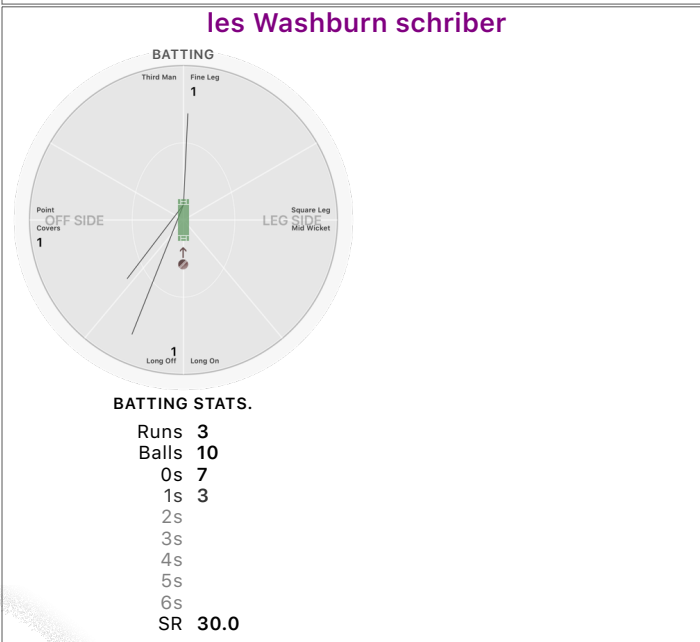 les Washburn schriber
BATTING
Third Man Fine Leg
1
Point Square Leg
OFF SIDE LEG SIDE
Covers Mid Wicket
1
1
Long Off Long On
BATTING STATS.
Runs 3
Balls 10
0s 7
1s 3
2s
3s
4s
5s
6s
SR 30.0